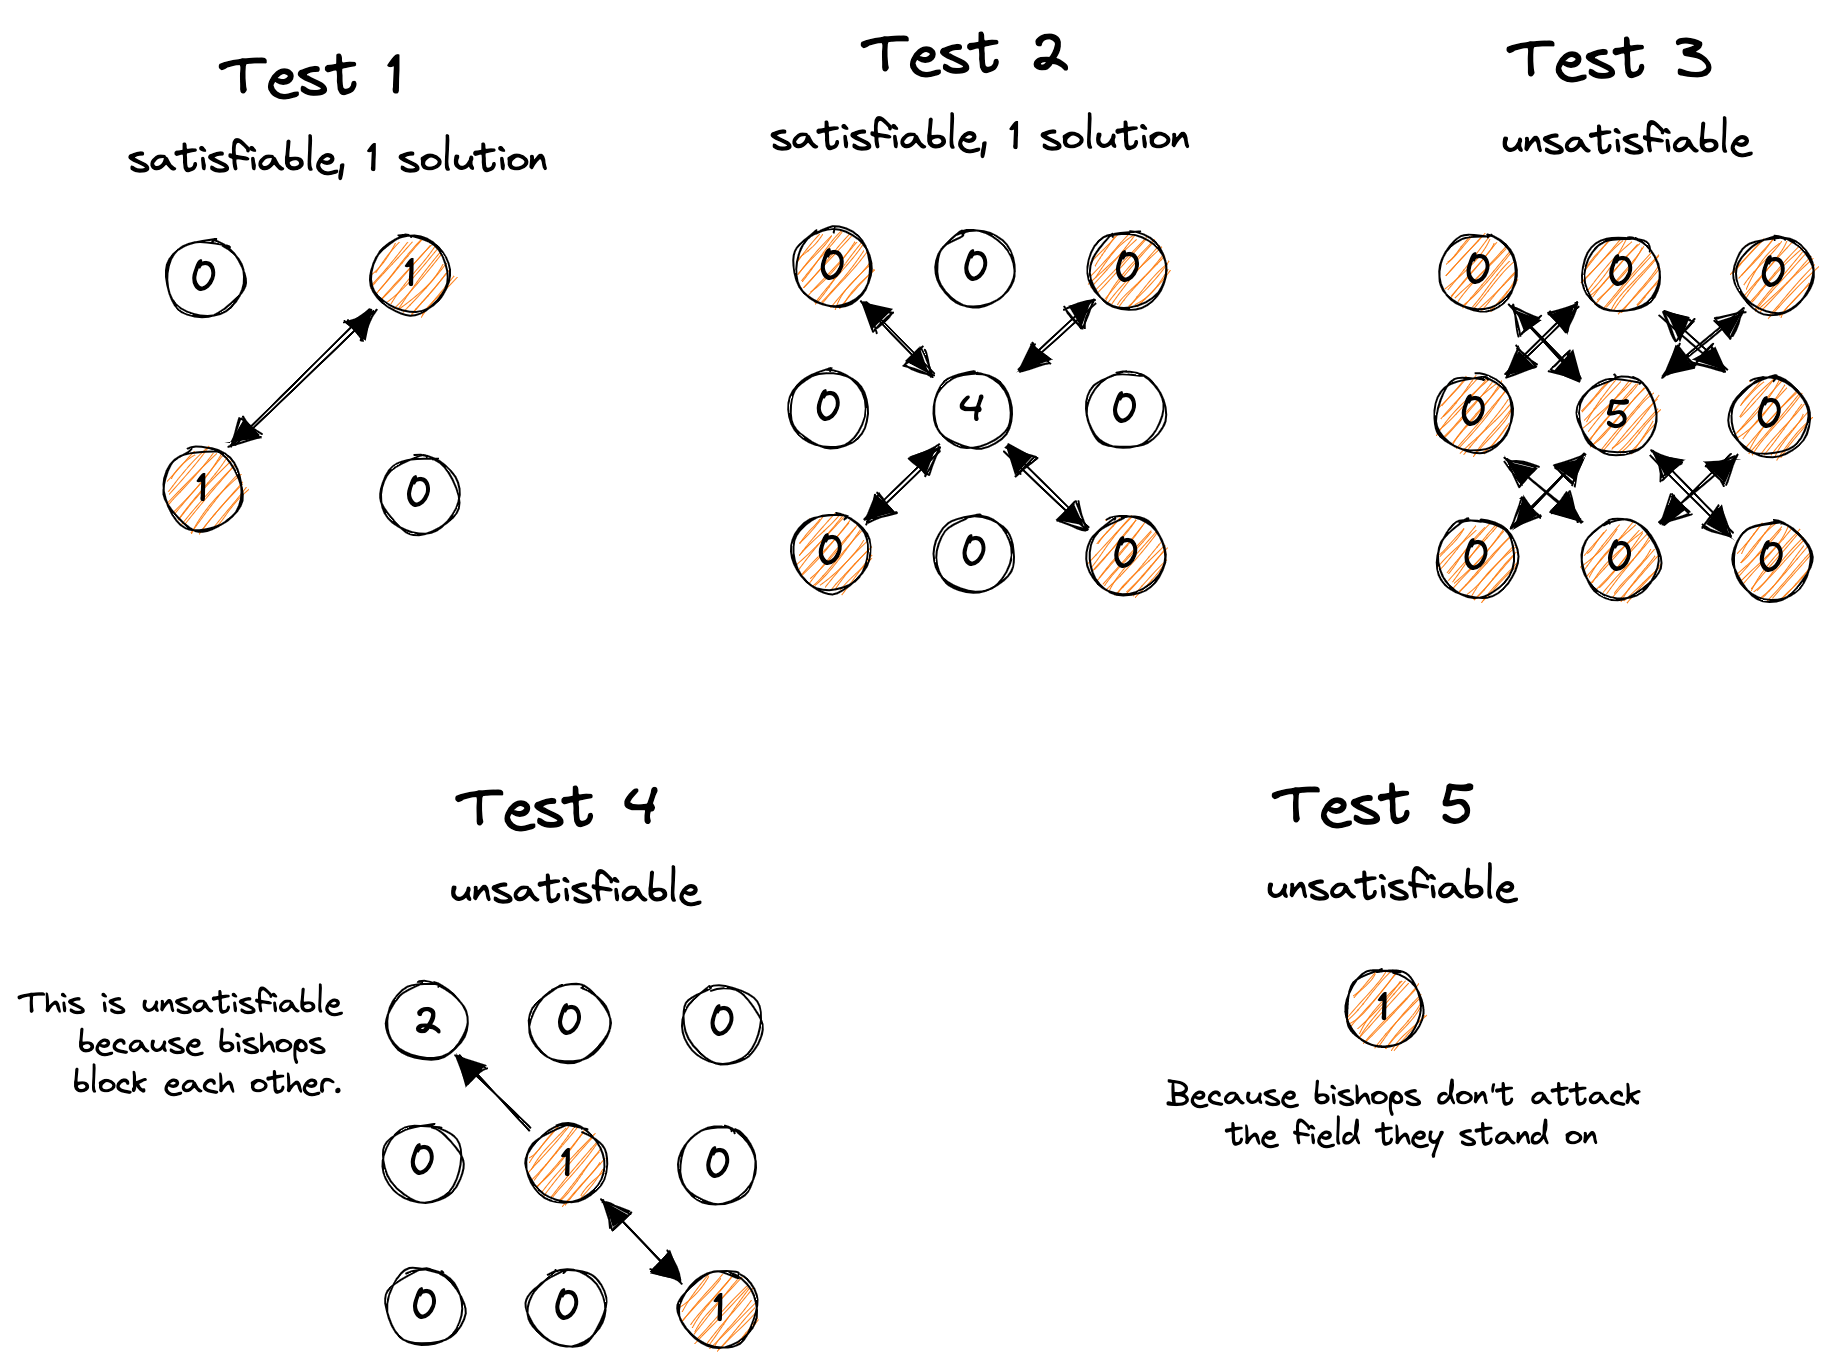 Test 1
satisfiable, 1 solution
0 1
1 0
Test 2
satisfiable, 1 solution
0 0 0
0 4 0
0 0 0
Test 3
unsatisfiable
0 0 0
0 5 0
0 0 0
Test 4
unsatisfiable
This is unsatisfiable
because bishops
block each other.
2 0 0
0 1 0
0 0 1
Test 5
unsatisfiable
1
Because bishops don't attack
the field they stand on